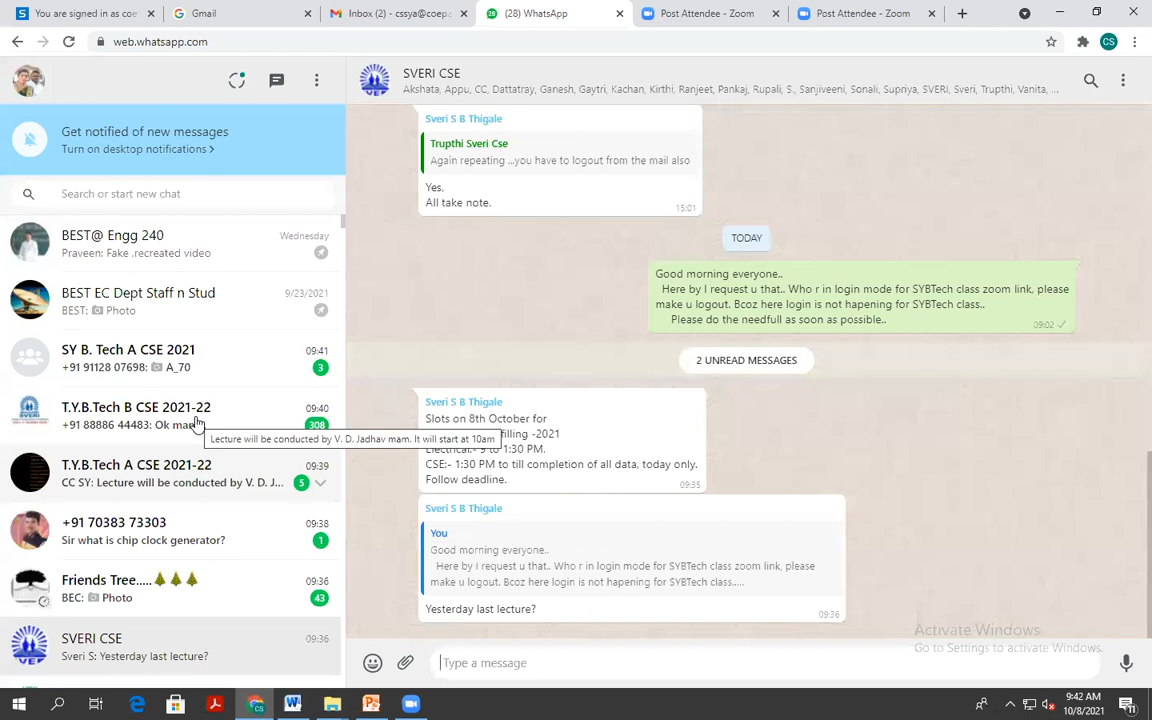 You are signed in as coe
Gmail
Inbox (2) - cssya@coepa
(28) WhatsApp
Post Attendee - Zoom
Post Attendee - Zoom
web.whatsapp.com
CS
Get notified of new messages
Turn on desktop notifications >
Search or start new chat
BEST@ Engg 240
Wednesday
Praveen: Fake .recreated video
BEST EC Dept Staff n Stud
9/23/2021
BEST: Photo
SY B. Tech A CSE 2021
09:41
+91 91128 07698: A_70
3
T.Y.B.Tech B CSE 2021-22
09:40
+91 88886 44483: Ok
308
Lecture will be conducted by V. D. Jadhav mam. It will start at 10am
T.Y.B.Tech A CSE 2021-22
09:39
CC SY: Lecture will be conducted by V. D. J...
5
+91 70383 73303
09:38
Sir what is chip clock generator?
1
Friends Tree.....
09:36
BEC: Photo
43
SVERI CSE
09:36
Sveri S: Yesterday last lecture?
SVERI CSE
Akshata, Appu, CC, Dattatray, Ganesh, Gaytri, Kachan, Kirthi, Ranjeet, Pankaj, Rupali, S., Sanjiveeni, Sonali, Supriya, SVERI, Sveri, Trupthi, Vanita, ...
Sveri S B Thigale
Trupthi Sveri Cse
Again repeating ...you have to logout from the mail also
Yes,
All take note.
15:01
TODAY
Good morning everyone..
Here by I request u that.. Who r in login mode for SYBTech class zoom link, please
make u logout. Bcoz here login is not hapening for SYBTech class..
Please do the needfull as soon as possible..
09:02
2 UNREAD MESSAGES
Sveri S B Thigale
Slots on 8th October for
filling -2021
Electrical:- 9 to 1:30 PM.
CSE:- 1:30 PM to till completion of all data, today only.
Follow deadline.
09:35
Sveri S B Thigale
You
Good morning everyone..
Here by I request u that.. Who r in login mode for SYBTech class zoom link, please
make u logout. Bcoz here login is not hapening for SYBTech class.....
Yesterday last lecture?
09:36
Type a message
Activate Windows
Go to Settings to activate Windows.
9:42 AM
10/8/2021
11